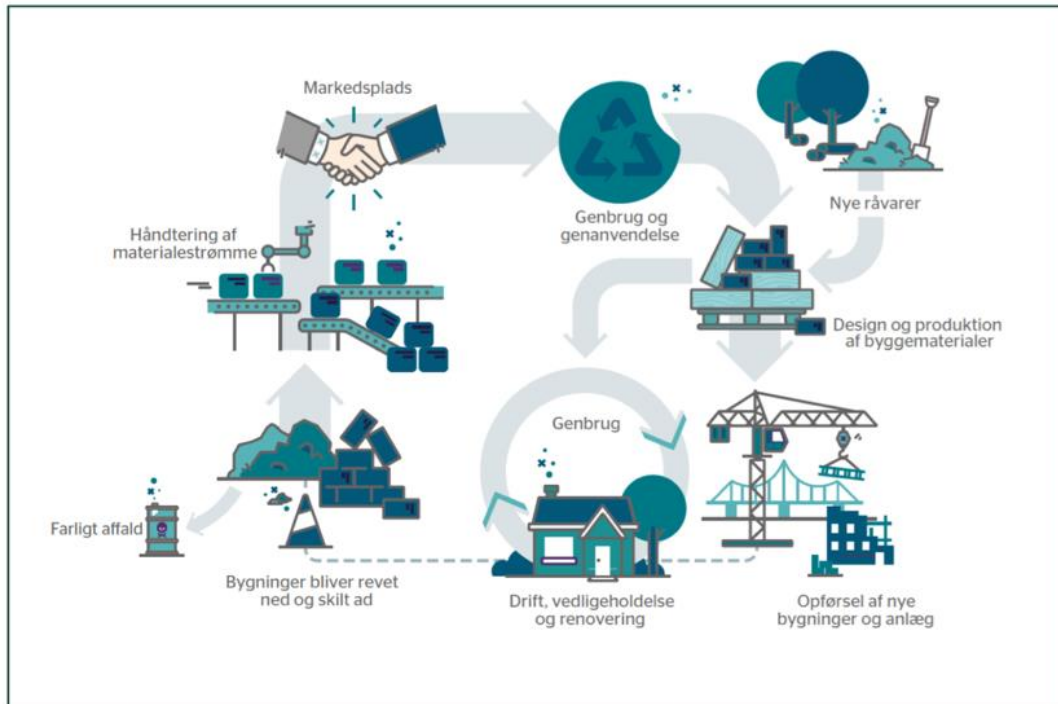 Markedsplads
Genbrug og
genanvendelse
Nye råvarer
Håndtering af
materialestrømme
Design og produktion
af byggematerialer
Genbrug
Farligt affald
Bygninger bliver revet
ned og skilt ad
Drift, vedligeholdelse
og renovering
Opførsel af nye
bygninger og anlæg